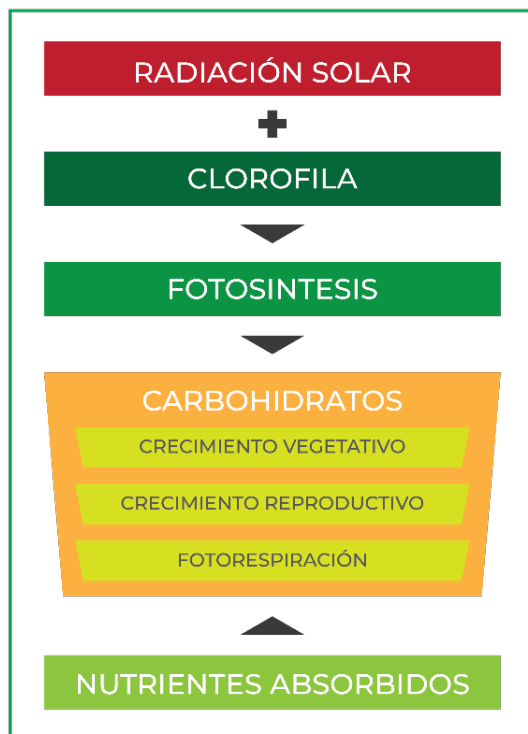 RADIACIÓN SOLAR
+
CLOROFILA
FOTOSINTESIS
CARBOHIDRATOS
CRECIMIENTO VEGETATIVO
CRECIMIENTO REPRODUCTIVO
FOTORESPIRACIÓN
NUTRIENTES ABSORBIDOS